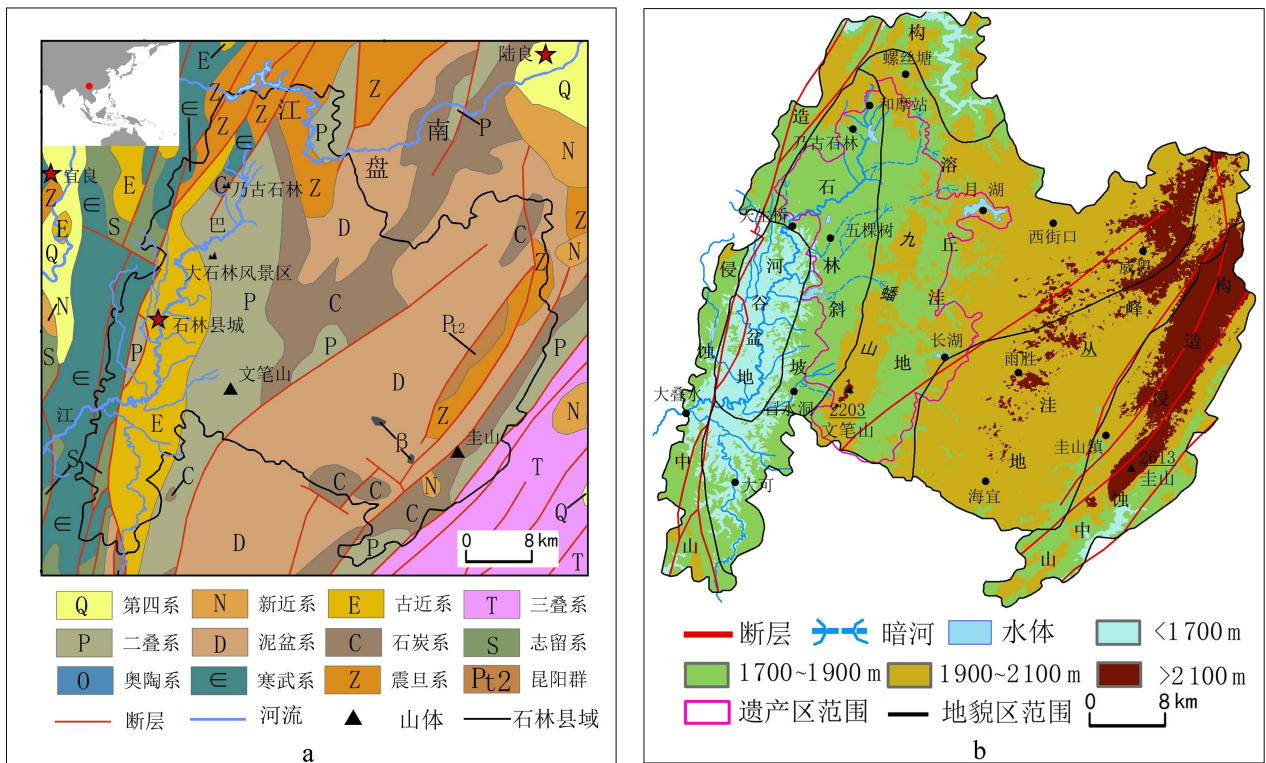 陆良
E
Z
Z
Z
江
Z
Q
P
南
P
∈
Z
∈
盘
N
宜良
Z
∈
E
C
乃古石林
Z
E
S
巴
D
C
Z
Q
大石林风景区
Z
N
N
石林县城
P
C
P
Pt2
P
S
P
∈
文笔山
D
N
江
E
Z
β
圭山
S
C
C
C
N
T
∈
D
C
P
Q
T
0 8 km
Q 第四系
N 新近系
E 古近系
T 三叠系
P 二叠系
D 泥盆系
C 石炭系
S 志留系
O 奥陶系
∈ 寒武系
Z 震旦系
Pt2 昆阳群
断层
河流
山体
石林县域
a
构
螺丝塘
造
和摩站
乃古石林
溶
石
月湖
天生桥
五棵树
九
丘
西街口
侵
河
林
威黑
谷
蟠
洼
峰
构
蚀
盆
斜
山
长湖
丛
造
地
坡
地
雨胜
大叠水
2203
文笔山
洼
侵
圭山镇
2613
圭山
中
大可
海宜
地
蚀
山
中
山
断层
暗河
水体
<1700 m
1700~1900 m
1900~2100 m
>2100 m
遗产区范围
地貌区范围
0 8 km
b